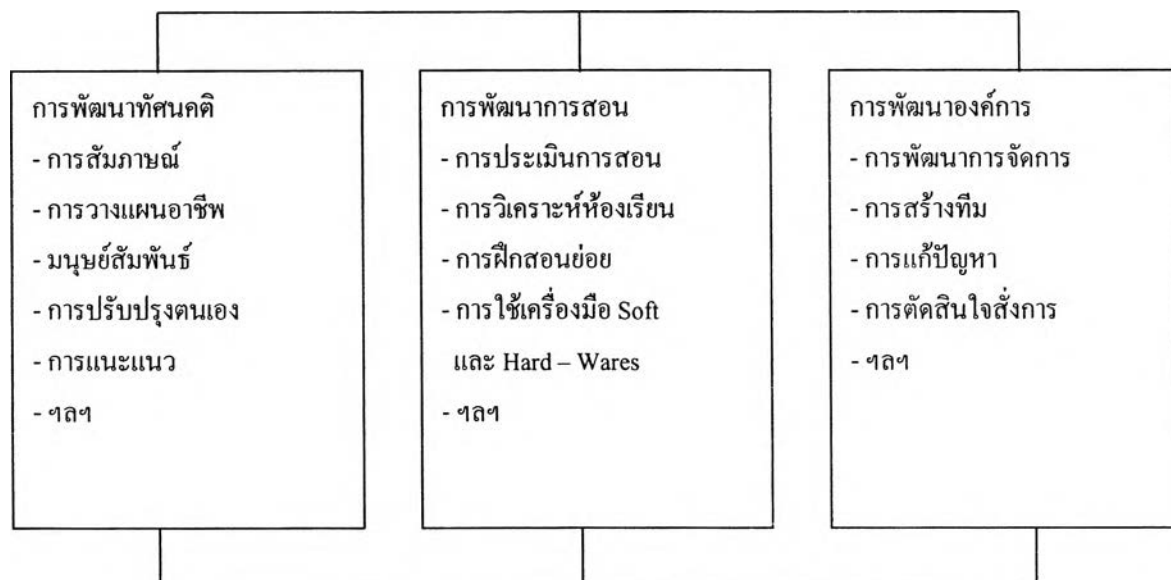 การพัฒนาทัศนคติ
- การสัมภาษณ์
- การวางแผนอาชีพ
- มนุษย์สัมพันธ์
- การปรับปรุงตนเอง
- การแนะแนว
- ฯลฯ
การพัฒนาการสอน
- การประเมินการสอน
- การวิเคราะห์ห้องเรียน
- การฝึกสอนย่อย
- การใช้เครื่องมือ Soft
และ Hard – Wares
- ฯลฯ
การพัฒนาองค์การ
- การพัฒนาการจัดการ
- การสร้างทีม
- การแก้ปัญหา
- การตัดสินใจสั่งการ
- ฯลฯ